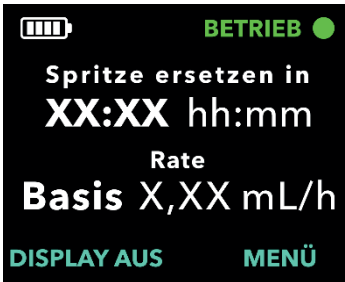 BETRIEB
Spritze ersetzen in
XX:XX hh:mm
Rate
Basis X,XX mL/h
DISPLAY AUS MENÜ